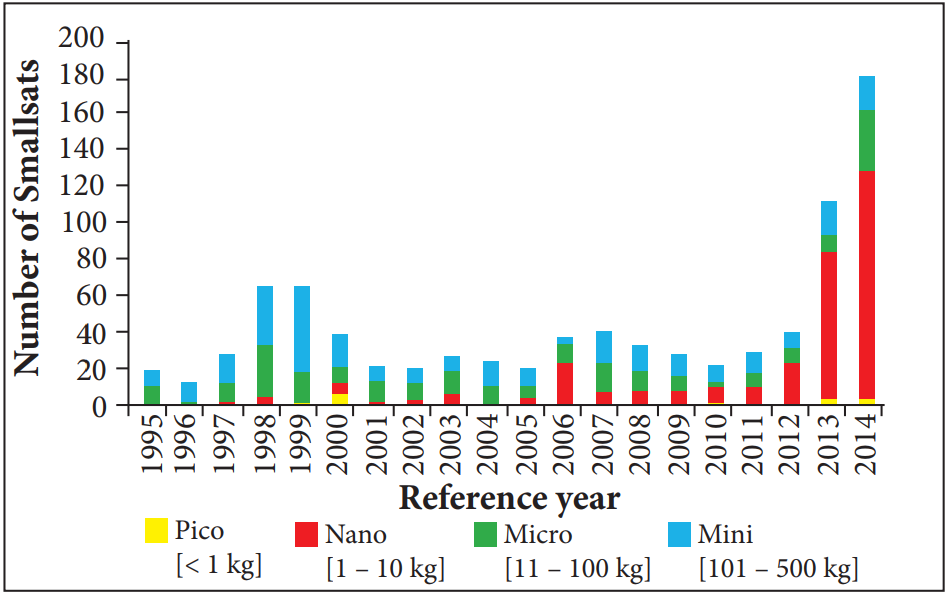 Number of Smallsats
200
180
160
140
120
100
80
60
40
20
0
1995 1996 1997 1998 1999 2000 2001 2002 2003 2004 2005 2006 2007 2008 2009 2010 2011 2012 2013 2014
Reference year
Pico Nano Micro Mini
[< 1 kg] [1 – 10 kg] [11 – 100 kg] [101 – 500 kg]